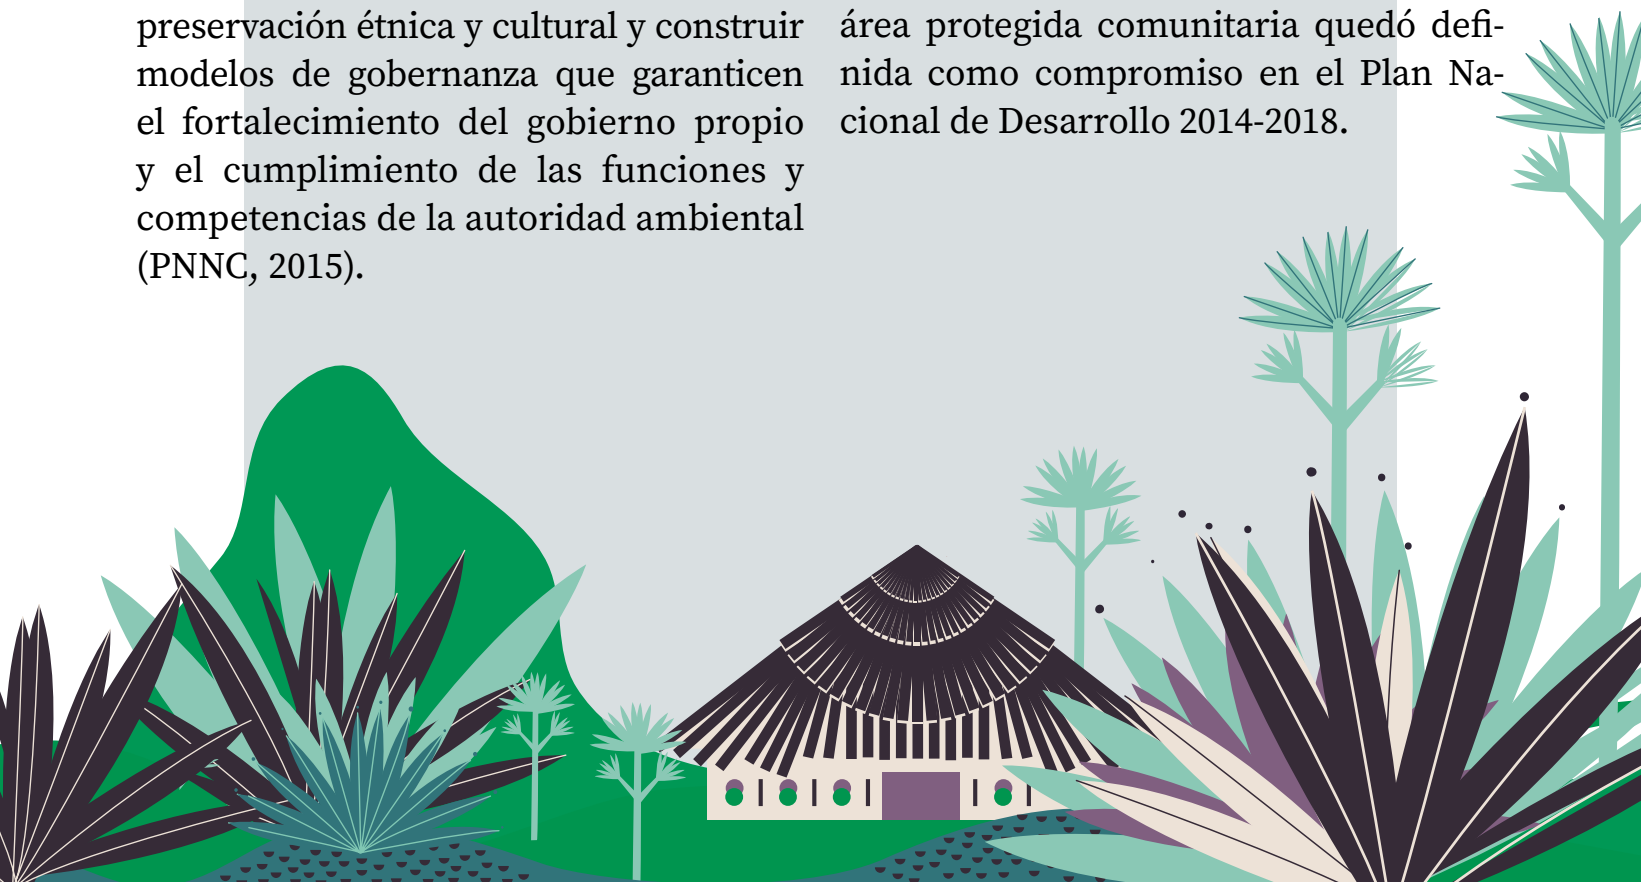 preservación étnica y cultural y construir
modelos de gobernanza que garanticen
el fortalecimiento del gobierno propio
y el cumplimiento de las funciones y
competencias de la autoridad ambiental
(PNNC, 2015).
área protegida comunitaria quedó defi-
nida como compromiso en el Plan Na-
cional de Desarrollo 2014-2018.